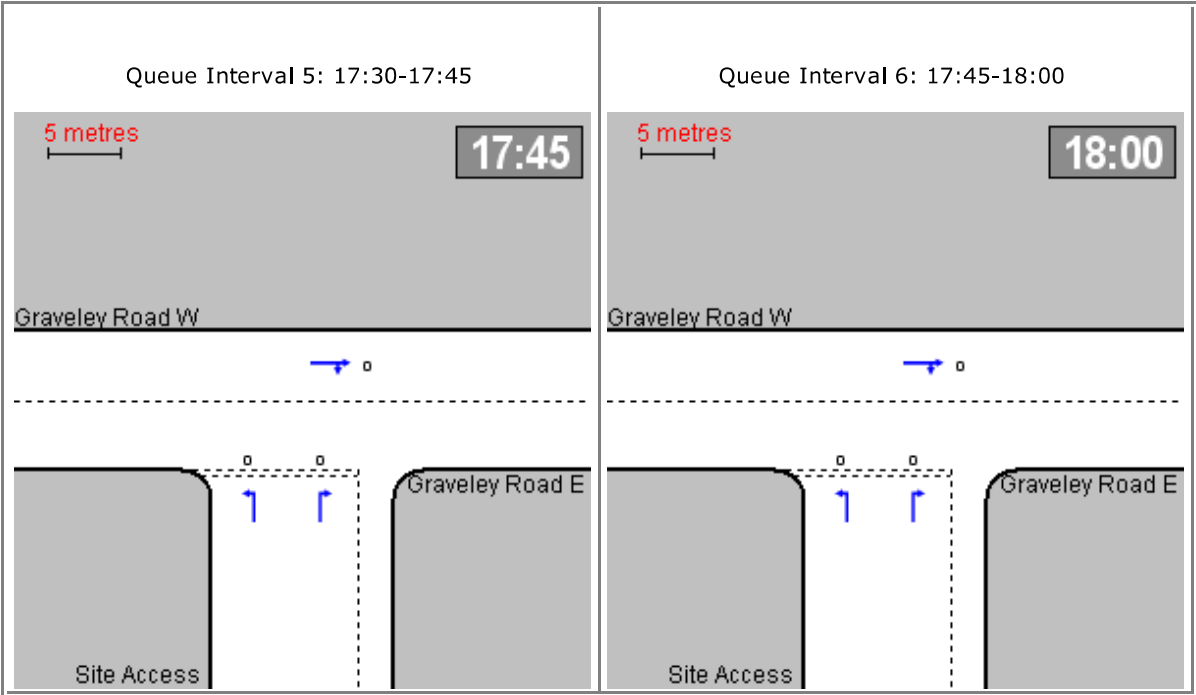 Queue Interval 5: 17:30-17:45
5 metres
17:45
Graveley Road W
0
0 0
Graveley Road E
Site Access
Queue Interval 6: 17:45-18:00
5 metres
18:00
Graveley Road W
0
0 0
Graveley Road E
Site Access